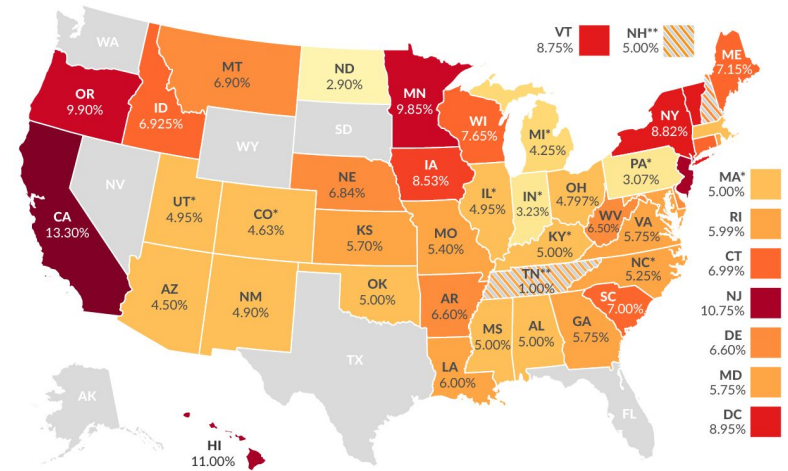 WA
VT
8.75%
NH**
5.00%
MT
6.90%
ND
2.90%
MN
9.85%
ME
7.15%
OR
9.90%
ID
6.925%
WI
7.65%
NY
8.82%
SD
MI*
4.25%
WY
IA
8.53%
PA*
3.07%
NE
6.84%
NV
UT*
4.95%
CO*
4.63%
IL*
4.95%
IN*
3.23%
OH
4.797%
MA*
5.00%
CA
13.30%
KS
5.70%
MO
5.40%
KY*
5.00%
WV
6.50%
VA
5.75%
RI
5.99%
NC*
5.25%
CT
6.99%
TN**
1.00%
AZ
4.50%
NM
4.90%
OK
5.00%
AR
6.60%
SC
7.00%
NJ
10.75%
MS
5.00%
AL
5.00%
GA
5.75%
DE
6.60%
TX
LA
6.00%
MD
5.75%
AK
FL
DC
8.95%
HI
11.00%